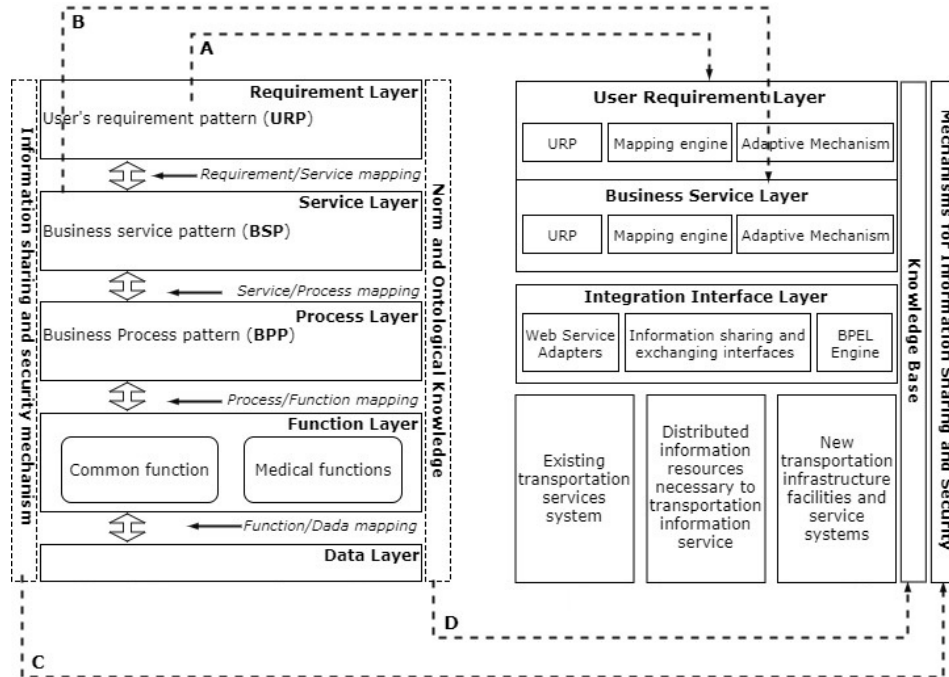 B
A
Information sharing and security mechanism
Requirement Layer
User's requirement pattern (URP)
Requirement/Service mapping
Service Layer
Business service pattern (BSP)
Service/Process mapping
Process Layer
Business Process pattern (BPP)
Process/Function mapping
Function Layer
Common function
Medical functions
Function/Dada mapping
Data Layer
Norm and Ontological Knowledge
User Requirement Layer
URP
Mapping engine
Adaptive Mechanism
Business Service Layer
URP
Mapping engine
Adaptive Mechanism
Integration Interface Layer
Web Service
Adapters
Information sharing and
exchanging interfaces
BPEL
Engine
Existing
transportation
services
system
Distributed
information
resources
necessary to
transportation
information
service
New
transportation
infrastructure
facilities and
service
systems
Knowledge Base
Mechanisms for Information Sharing and Security
D
C